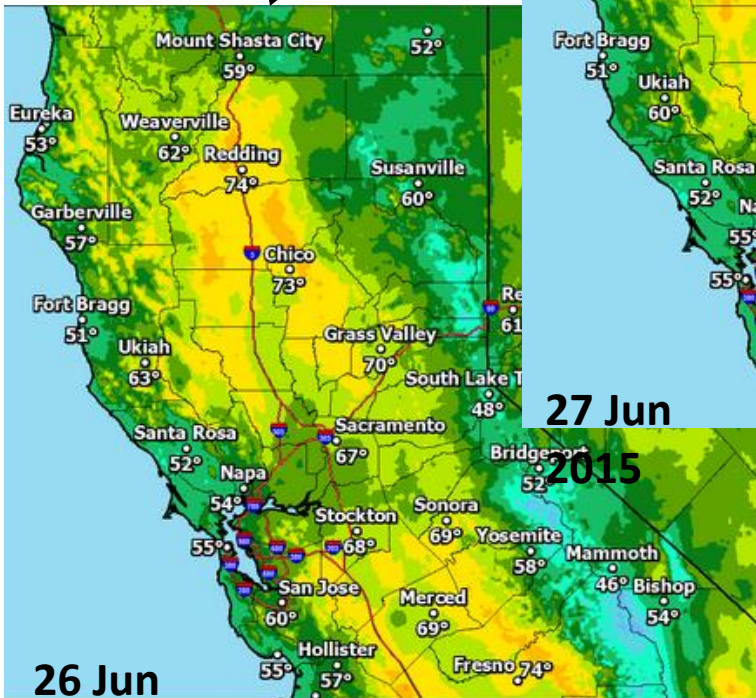 52°
Mount Shasta City
59°
Eureka
53°
Weaverville
62°
Redding
74°
Susanville
60°
Garberville
57°
Chico
73°
Fort Bragg
51°
Ukiah
63°
Grass Valley
70°
61
South Lake
48°
Santa Rosa
52°
Sacramento
67°
Napa
54°
Bridgeport
52°
Stockton
68°
Sonora
69°
Yosemite
58°
Mammoth
46°
Bishop
54°
55°
San Jose
60°
Merced
69°
55°
Hollister
57°
Fresno 74°
26 Jun
Fort Bragg
51°
Ukiah
60°
Santa Rosa
52°
55°
55°
27 Jun
2015